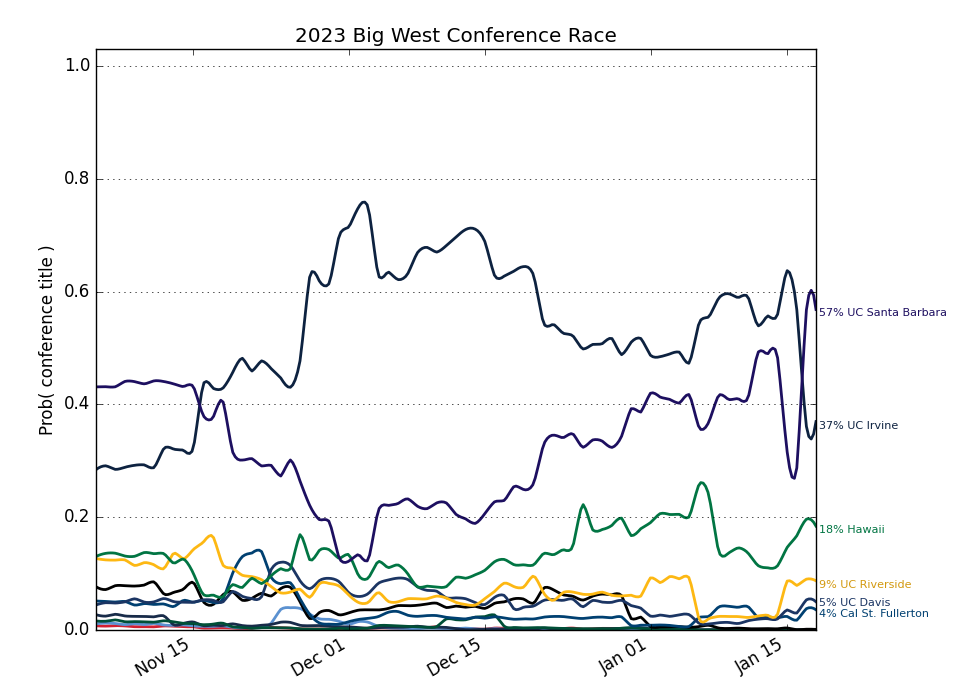 2023 Big West Conference Race
Prob( conference title )
1.0
0.8
0.6
0.4
0.2
0.0
57% UC Santa Barbara
37% UC Irvine
18% Hawaii
9% UC Riverside
5% UC Davis
4% Cal St. Fullerton
Nov 15
Dec 01
Dec 15
Jan 01
Jan 15